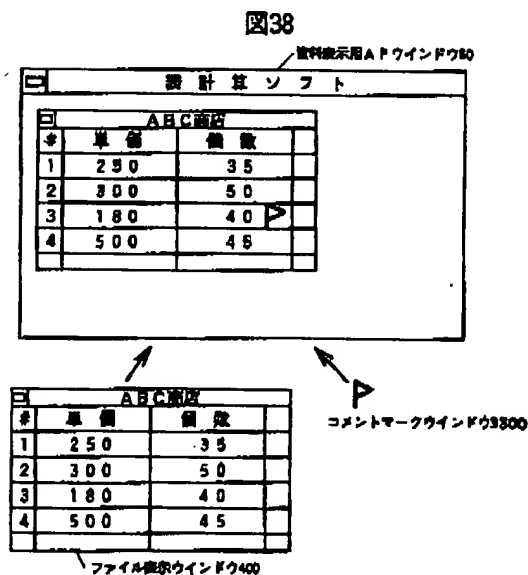 図38
資料表示用APウインドウ80
表計算ソフト
ABC商店
# 単価 個数
1 250 35
2 300 50
3 180 40
4 500 45
コメントマークウインドウ3300
ABC商店
# 単価 個数
1 250 35
2 300 50
3 180 40
4 500 45
ファイル表示ウインドウ400